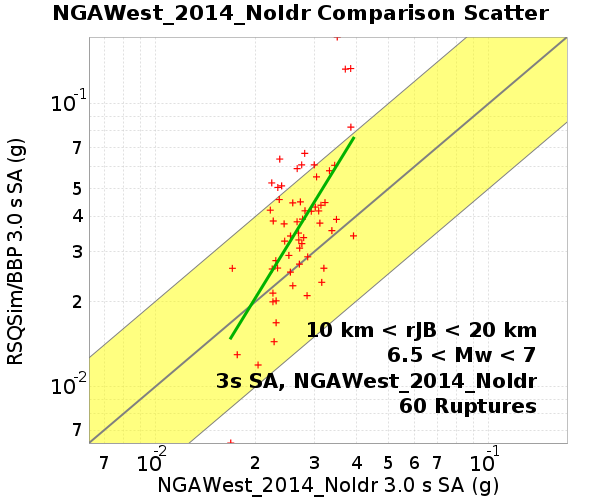 NGAWest_2014_NoIdr Comparison Scatter
RSQSim/BBP 3.0 s SA (g)
10-1
7
5
4
3
2
10-2
7
10 km < rJB < 20 km
6.5 < Mw < 7
3s SA, NGAWest_2014_NoIdr
60 Ruptures
7 10-2 2 3 4 5 6 7 10-1
NGAWest_2014_NoIdr 3.0 s SA (g)